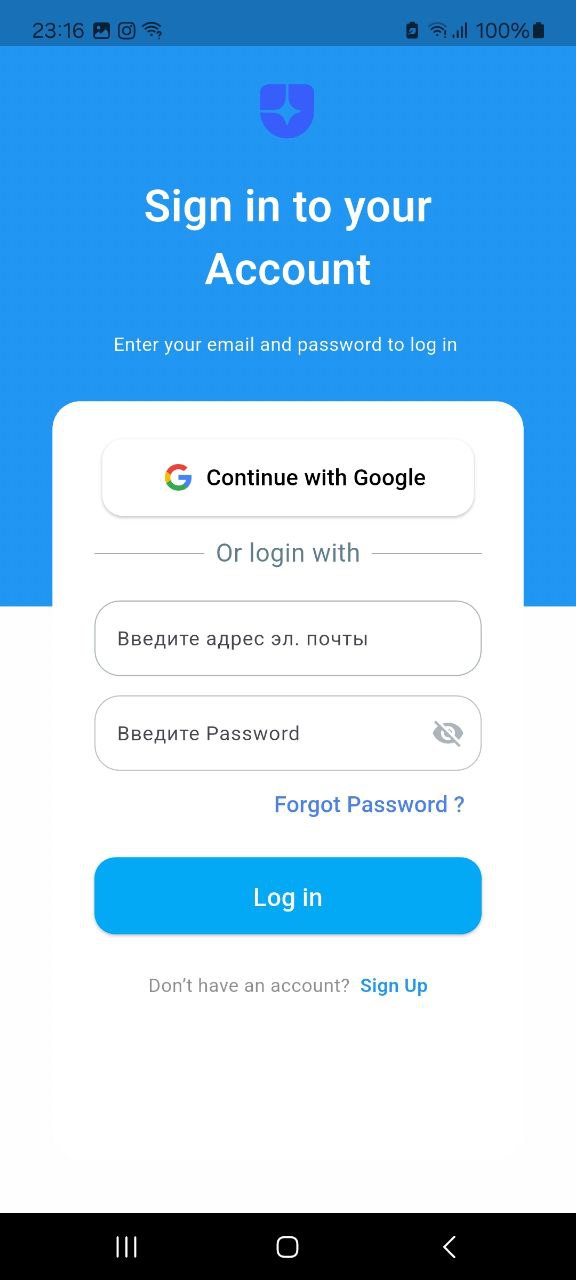 23:16 100%
Sign in to your
Account
Enter your email and password to log in
Continue with Google
Or login with
Введите адрес эл. почты
Введите Password
Forgot Password ?
Log in
Don't have an account? Sign Up